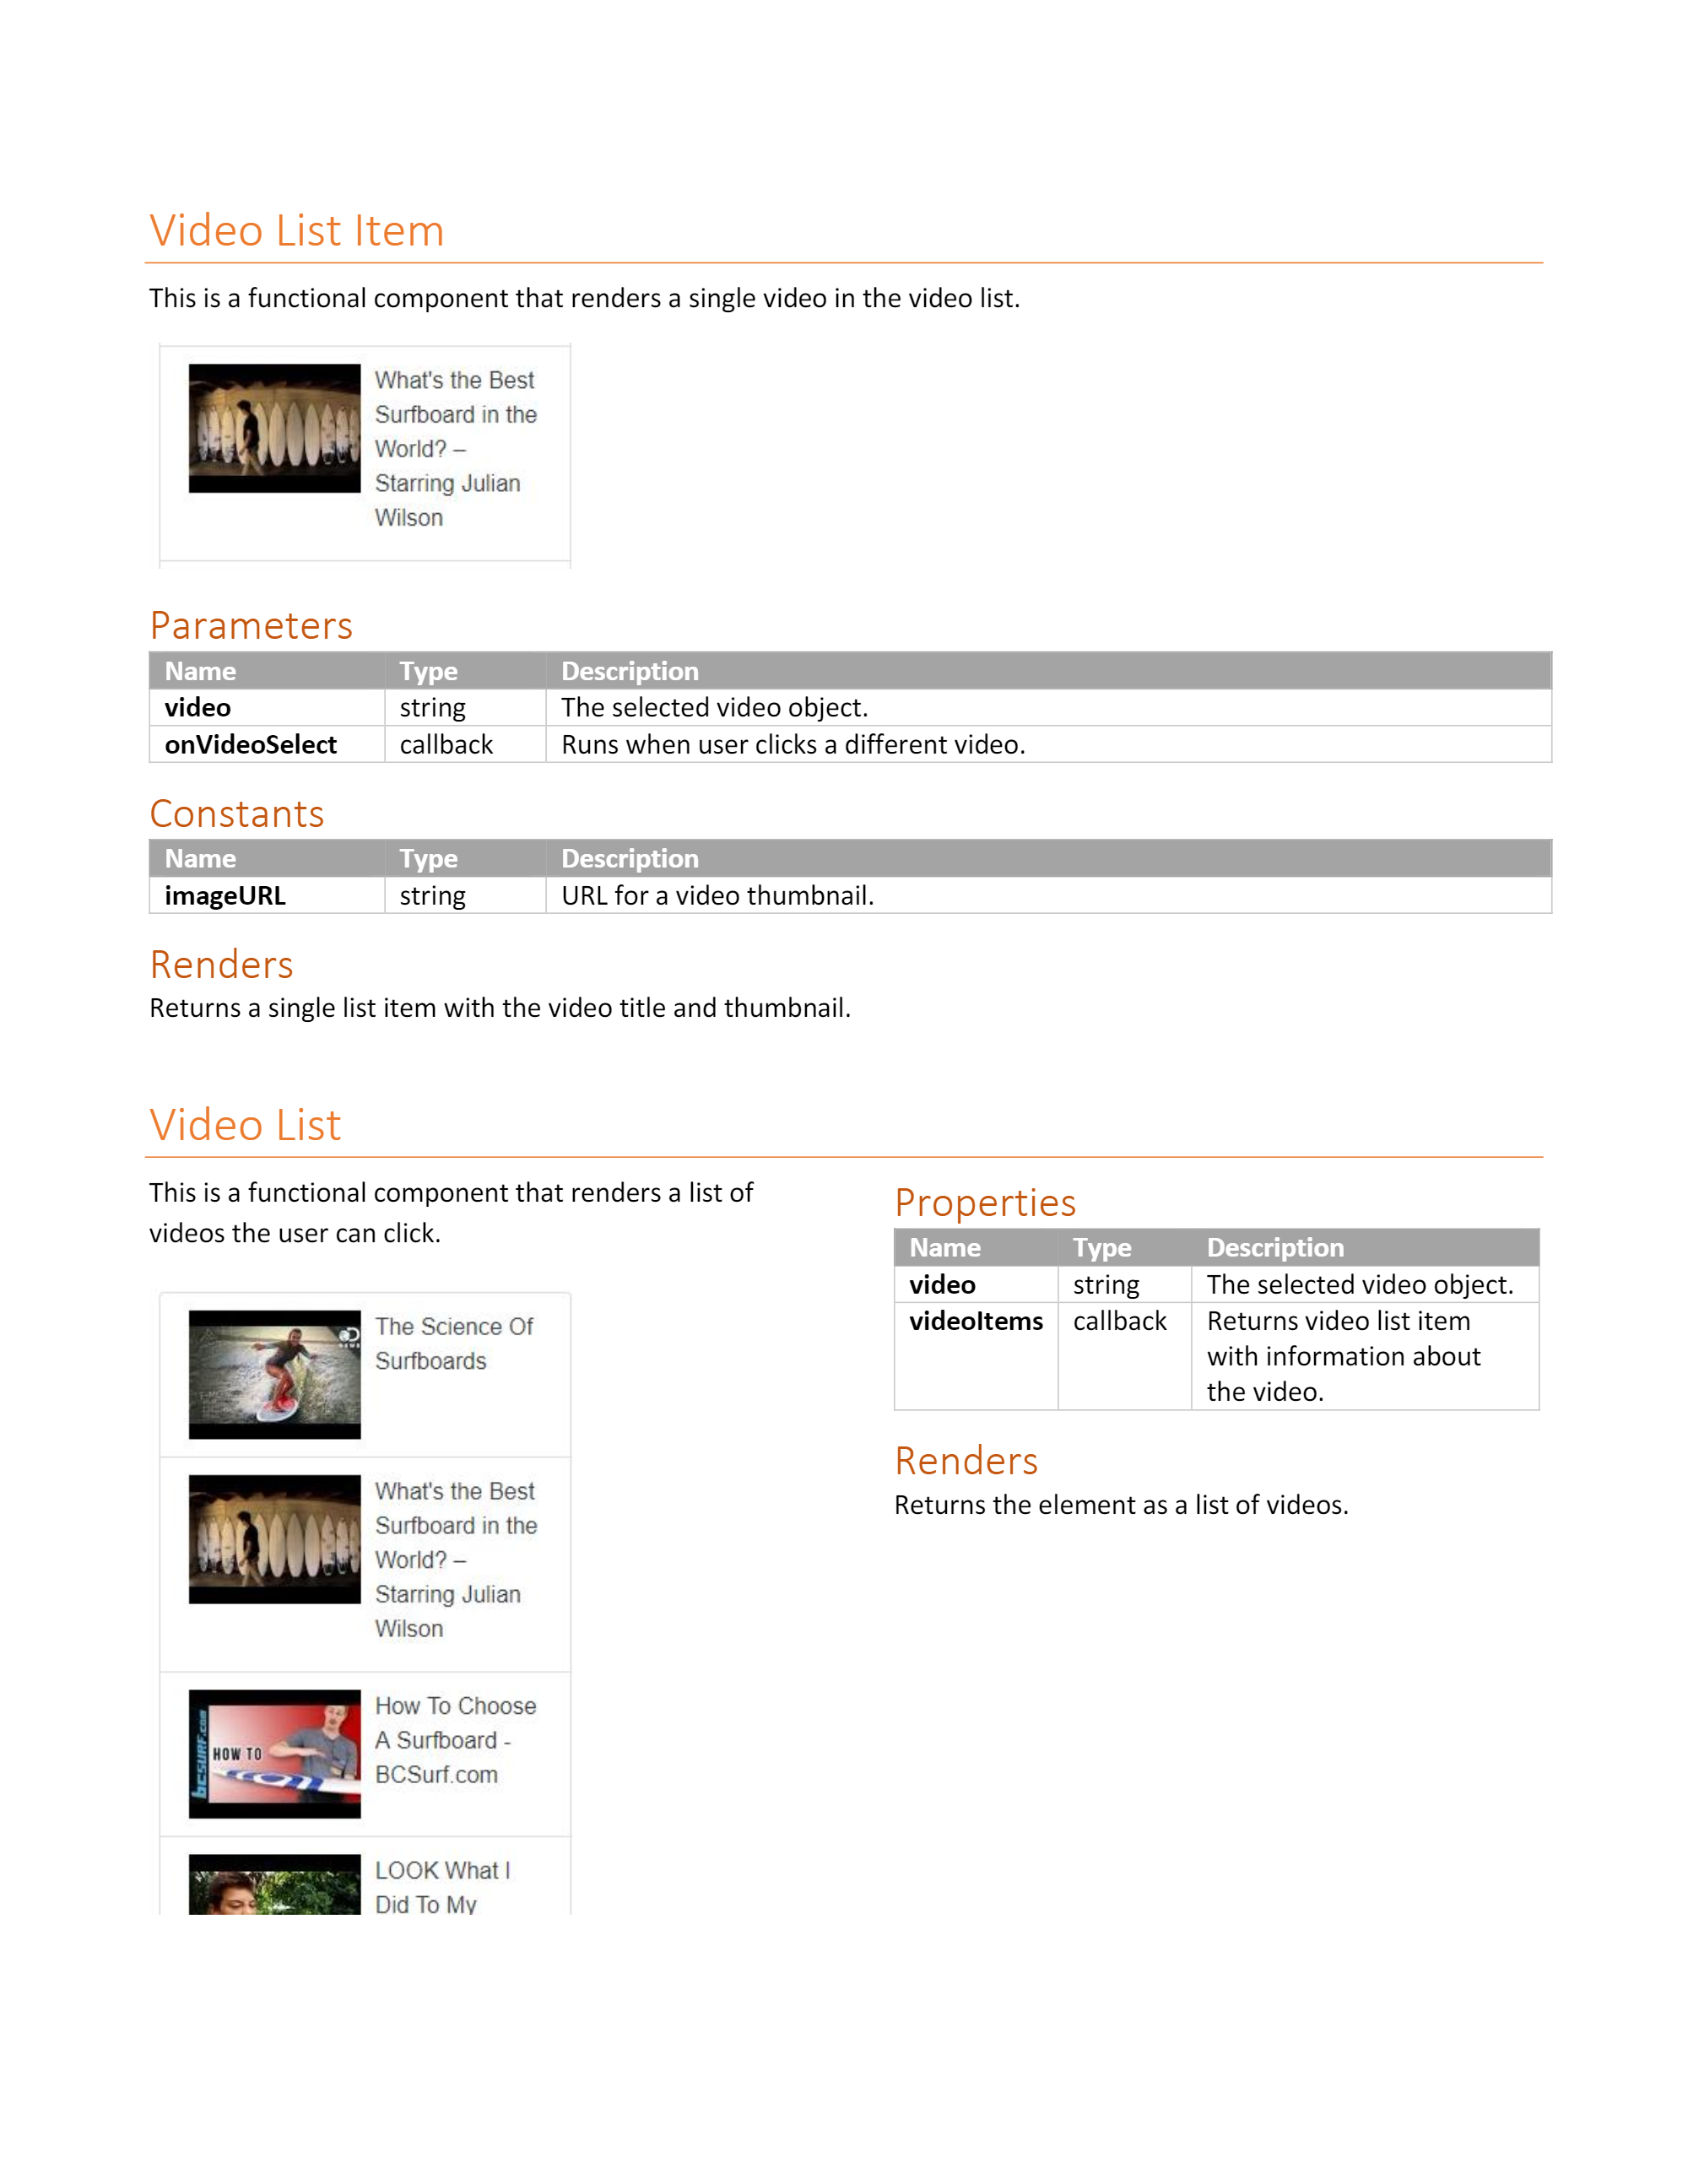 Video List Item
This is a functional component that renders a single video in the video list.
What's the Best
Surfboard in the
World? –
Starring Julian
Wilson
Parameters
Name Type Description
video string The selected video object.
onVideoSelect callback Runs when user clicks a different video.
Constants
Name Type Description
imageURL string URL for a video thumbnail.
Renders
Returns a single list item with the video title and thumbnail.
Video List
This is a functional component that renders a list of
videos the user can click.
The Science Of
Surfboards
What's the Best
Surfboard in the
World? –
Starring Julian
Wilson
bcsurf.com
HOW TO
How To Choose
A Surfboard -
BCSurf.com
LOOK What I
Did To My
Properties
Name Type Description
video string The selected video object.
videoItems callback Returns video list item
with information about
the video.
Renders
Returns the element as a list of videos.